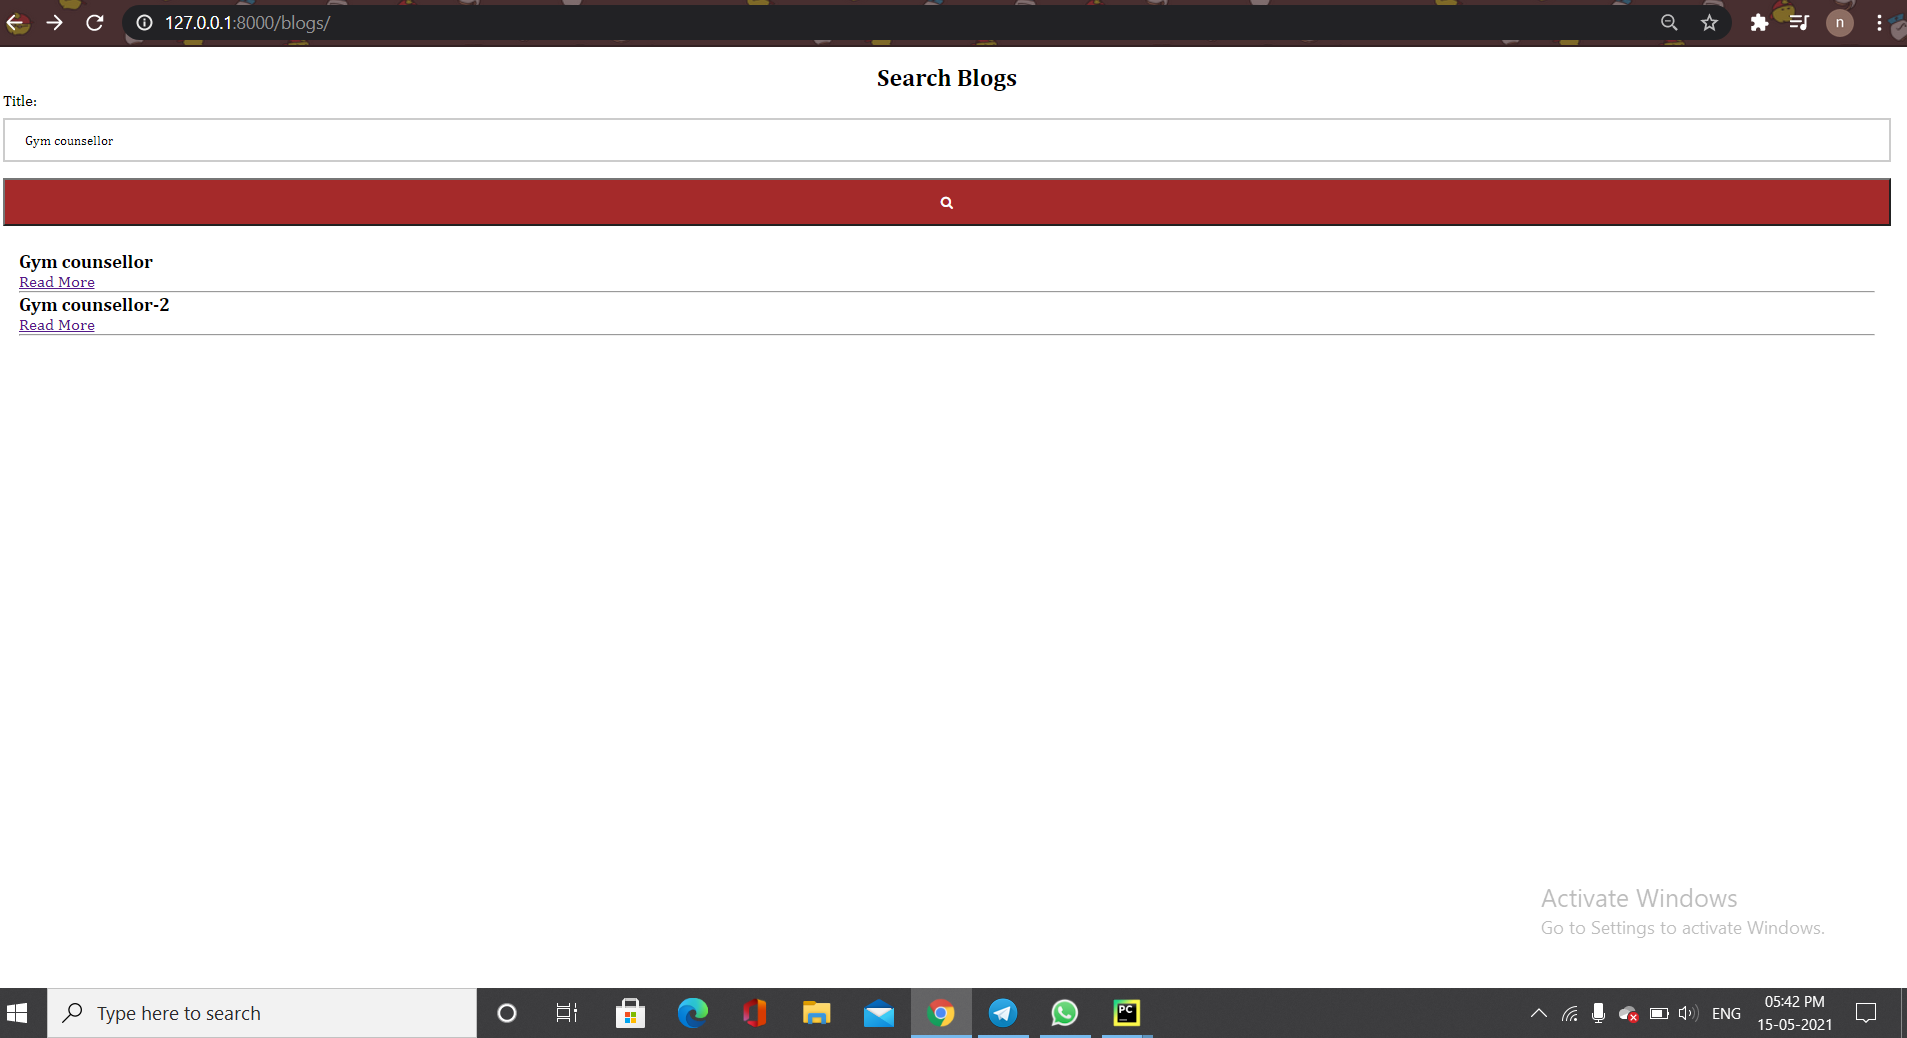 127.0.0.1:8000/blogs/
n
Search Blogs
Title:
Gym counsellor
Gym counsellor
Read More
Gym counsellor-2
Read More
Activate Windows
Go to Settings to activate Windows.
Type here to search
PC
ENG
05:42 PM
15-05-2021